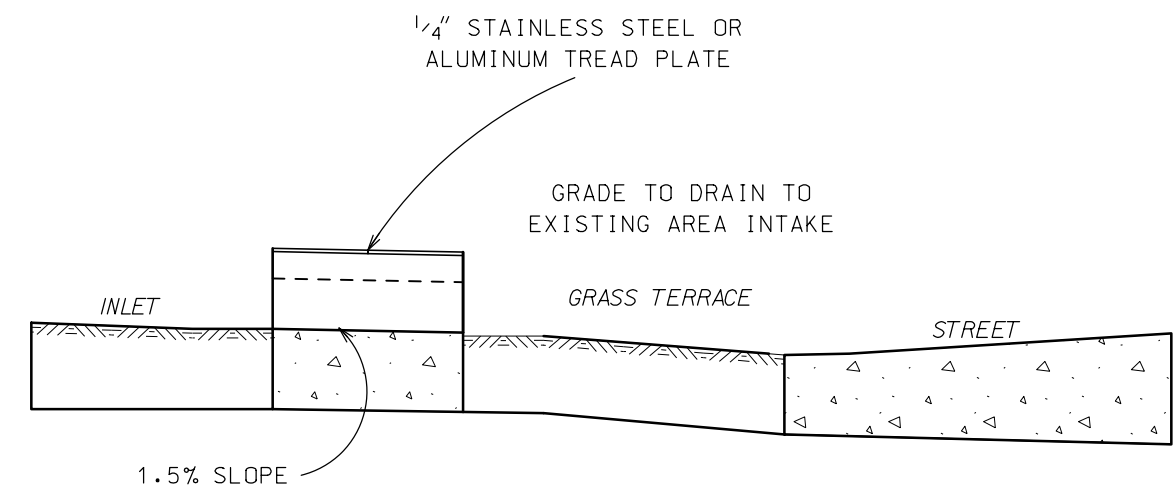 1/4" STAINLESS STEEL OR
ALUMINUM TREAD PLATE
GRADE TO DRAIN TO
EXISTING AREA INTAKE
INLET
GRASS TERRACE
STREET
1.5% SLOPE